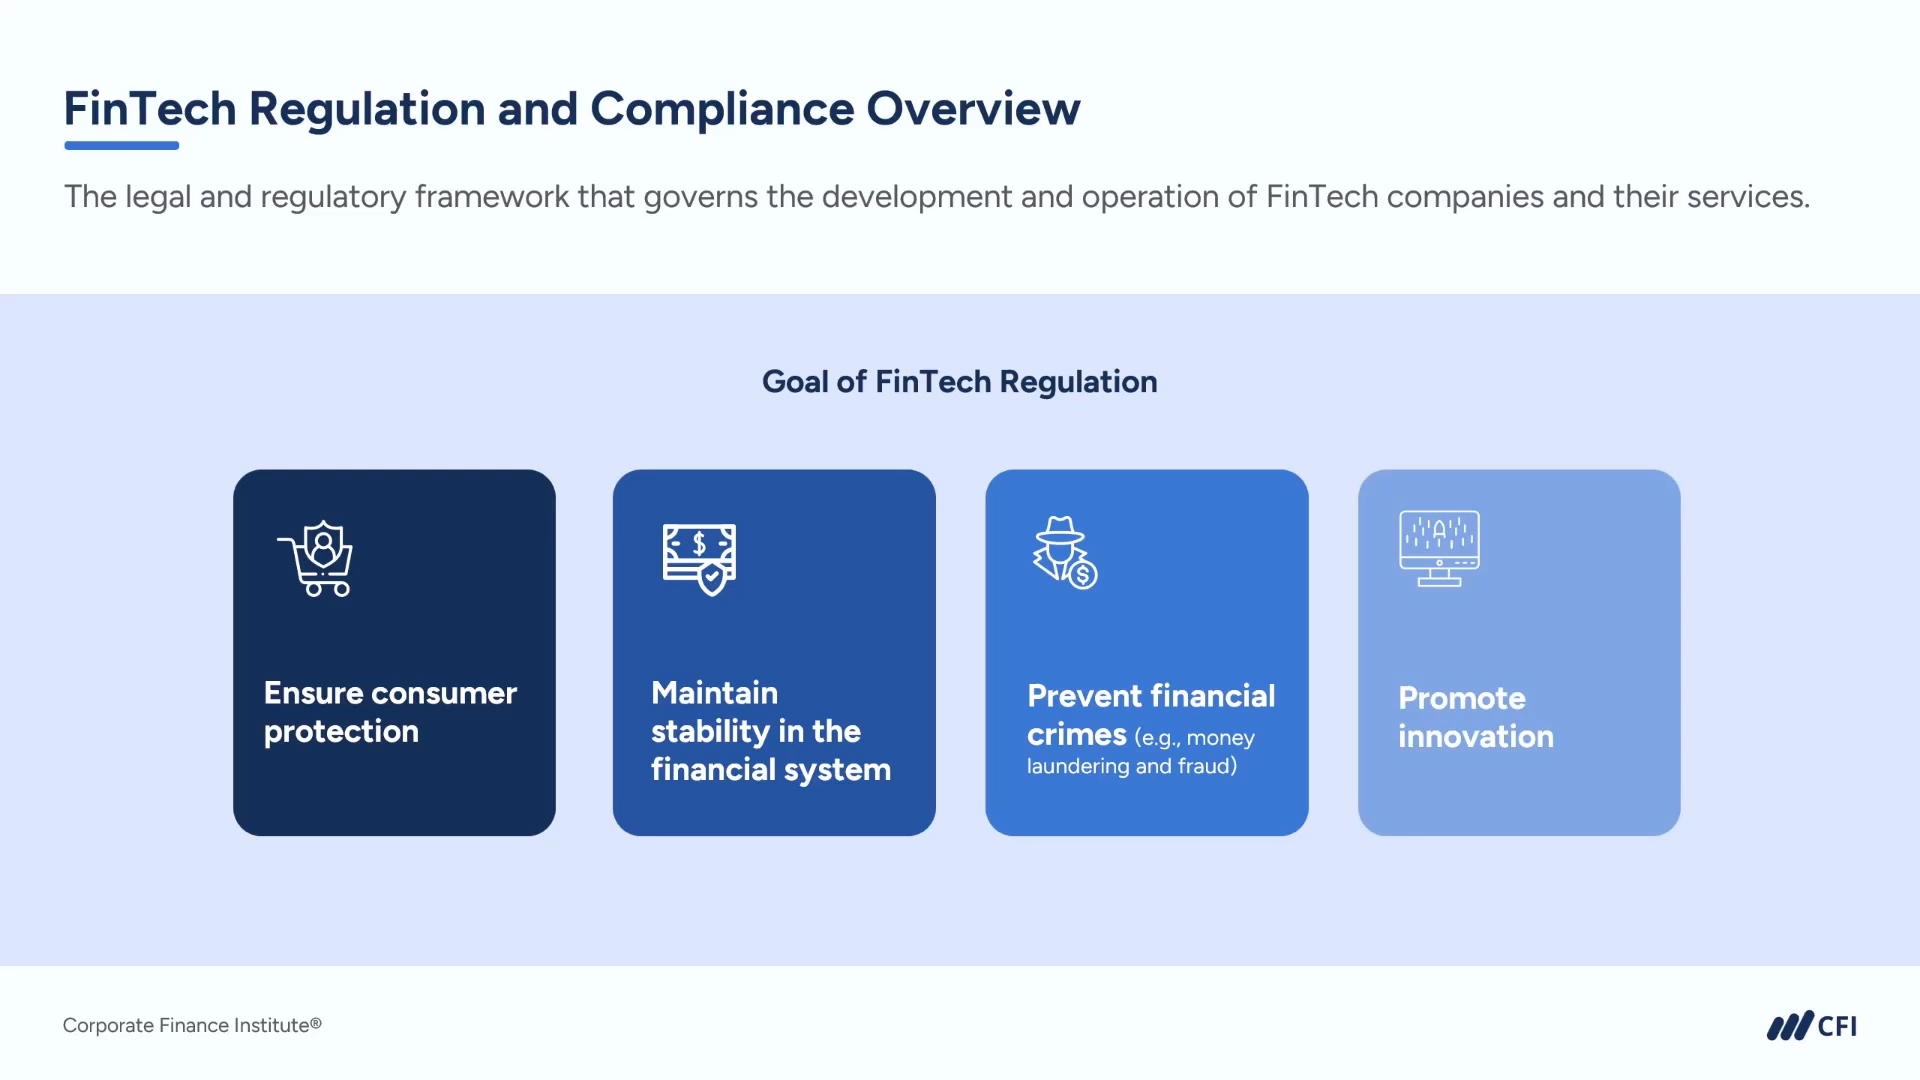 FinTech Regulation and Compliance Overview
The legal and regulatory framework that governs the development and operation of FinTech companies and their services.
Goal of FinTech Regulation
Ensure consumer
protection
Maintain
stability in the
financial system
Prevent financial
crimes (e.g., money
laundering and fraud)
Promote
innovation
Corporate Finance Institute®
CFI